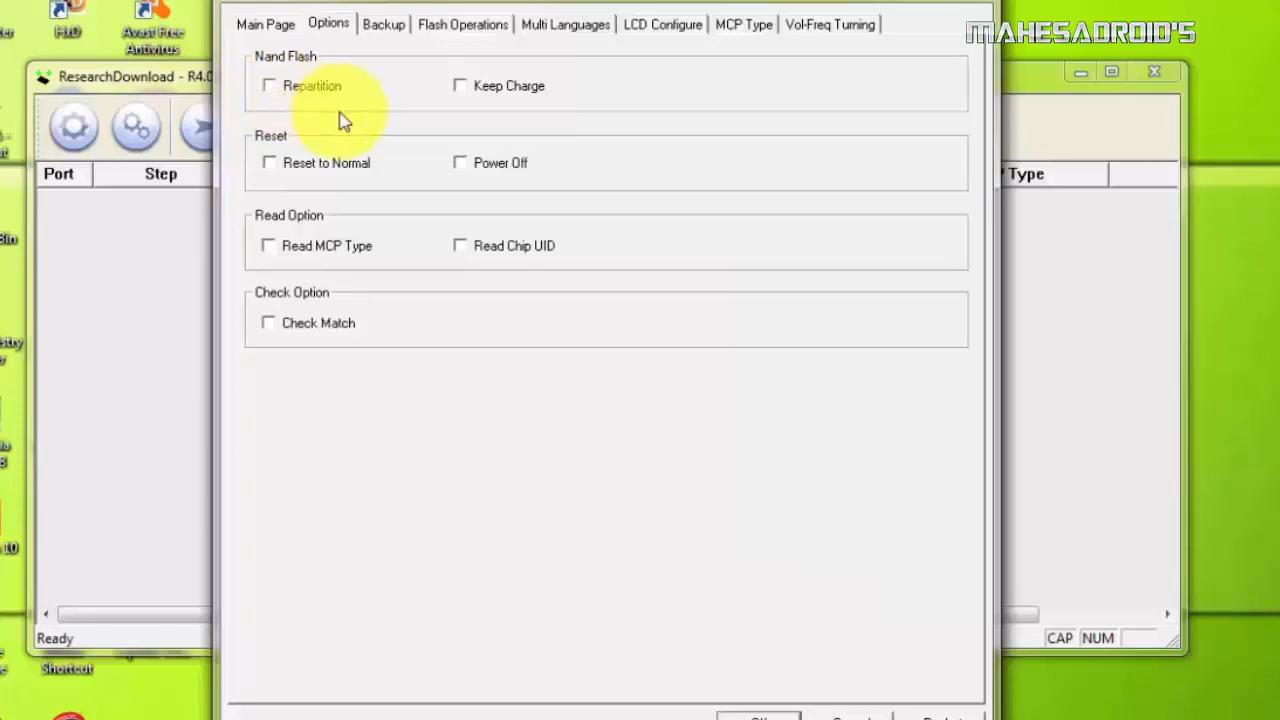 HxD
Avast Free
Antivirus
MAHESADROID'S
Main Page
Options
Backup
Flash Operations
Multi Languages
LCD Configure
MCP Type
Vol-Freq Turning
ResearchDownload - R4.0
Nand Flash
Repartition
Keep Charge
Reset
Reset to Normal
Power Off
Port
Step
Type
Read Option
Read MCP Type
Read Chip UID
Check Option
Check Match
10
Ready
CAP
NUM
Shortcut